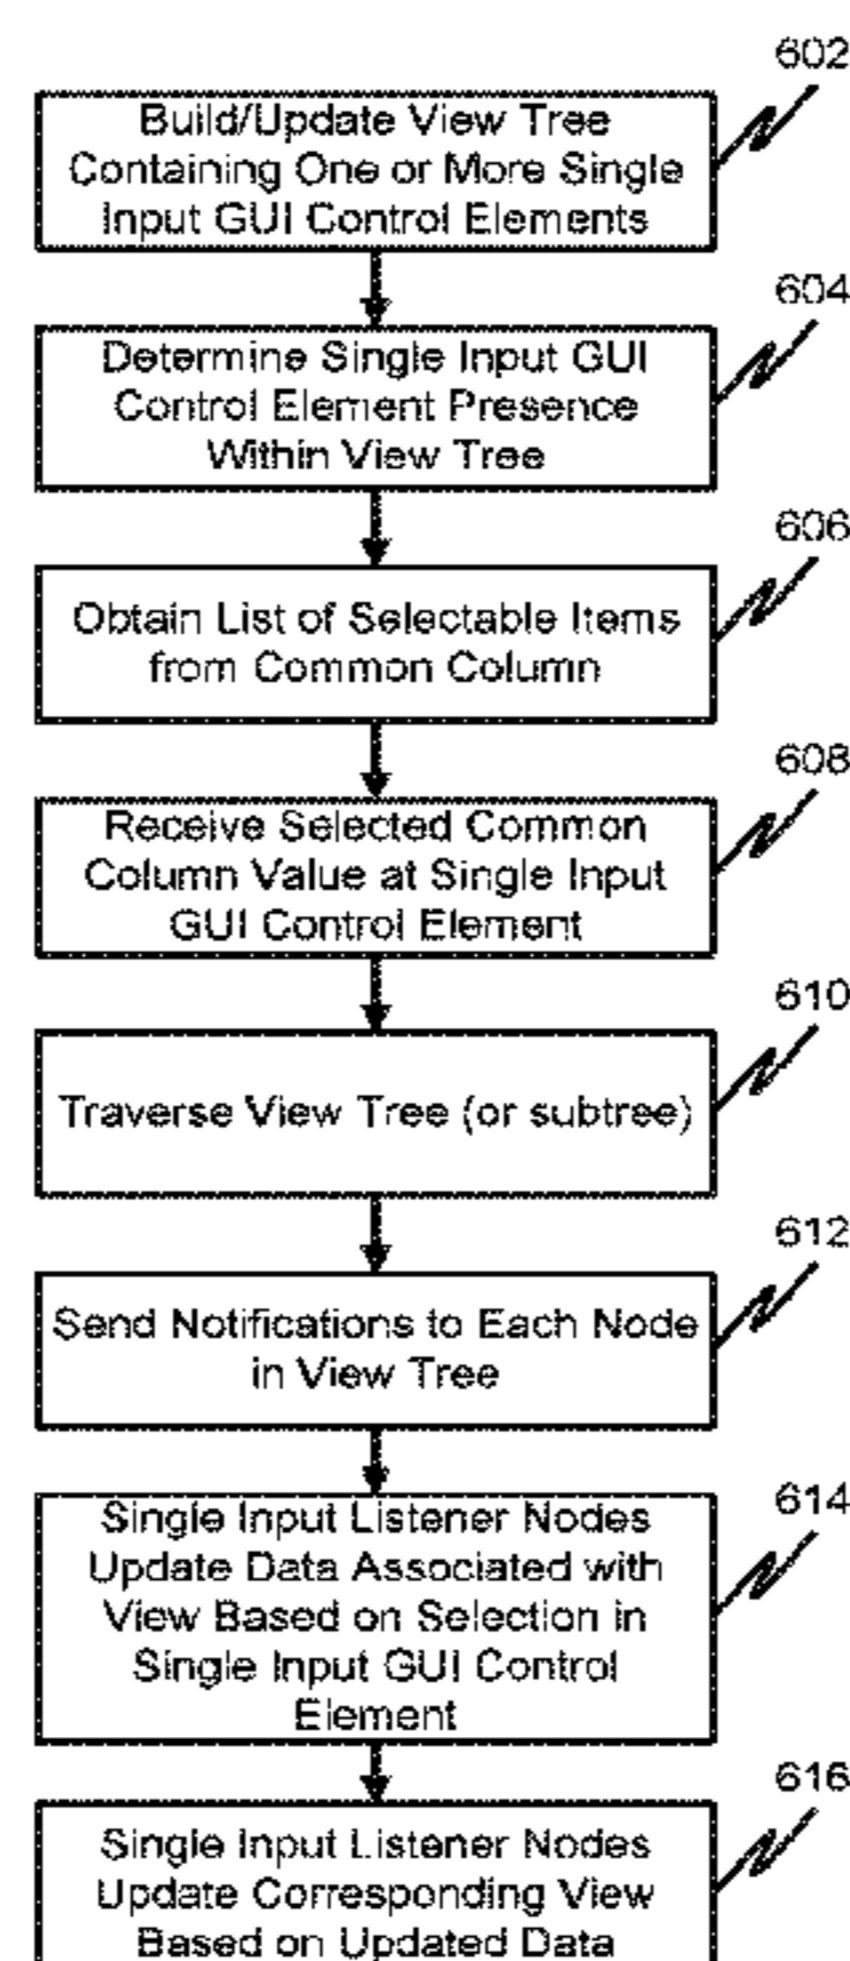 602
Build/Update View Tree
Containing One or More Single
Input GUI Control Elements
604
Determine Single Input GUI
Control Element Presence
Within View Tree
606
Obtain List of Selectable Items
from Common Column
608
Receive Selected Common
Column Value at Single Input
GUI Control Element
610
Traverse View Tree (or subtree)
612
Send Notifications to Each Node
in View Tree
614
Single Input Listener Nodes
Update Data Associated with
View Based on Selection in
Single Input GUI Control
Element
616
Single Input Listener Nodes
Update Corresponding View
Based on Updated Data